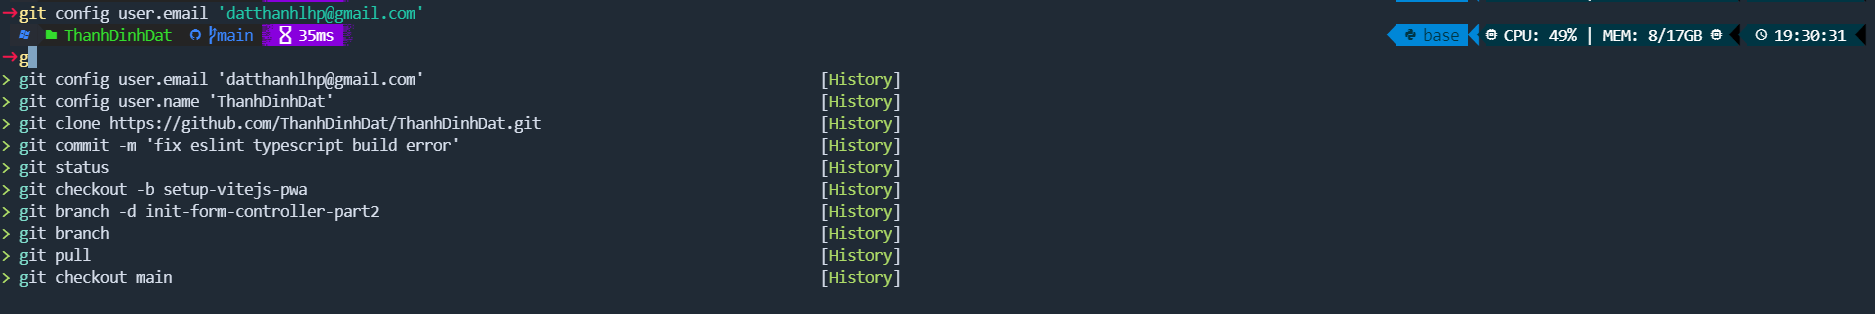 →git config user.email 'datthanhlhp@gmail.com'
ThanhDinhDat main 35ms base CPU: 49% | MEM: 8/17GB 19:30:31
→g
> git config user.email 'datthanhlhp@gmail.com' [History]
> git config user.name 'ThanhDinhDat' [History]
> git clone https://github.com/ThanhDinhDat/ThanhDinhDat.git [History]
> git commit -m 'fix eslint typescript build error' [History]
> git status [History]
> git checkout -b setup-vitejs-pwa [History]
> git branch -d init-form-controller-part2 [History]
> git branch [History]
> git pull [History]
> git checkout main [History]